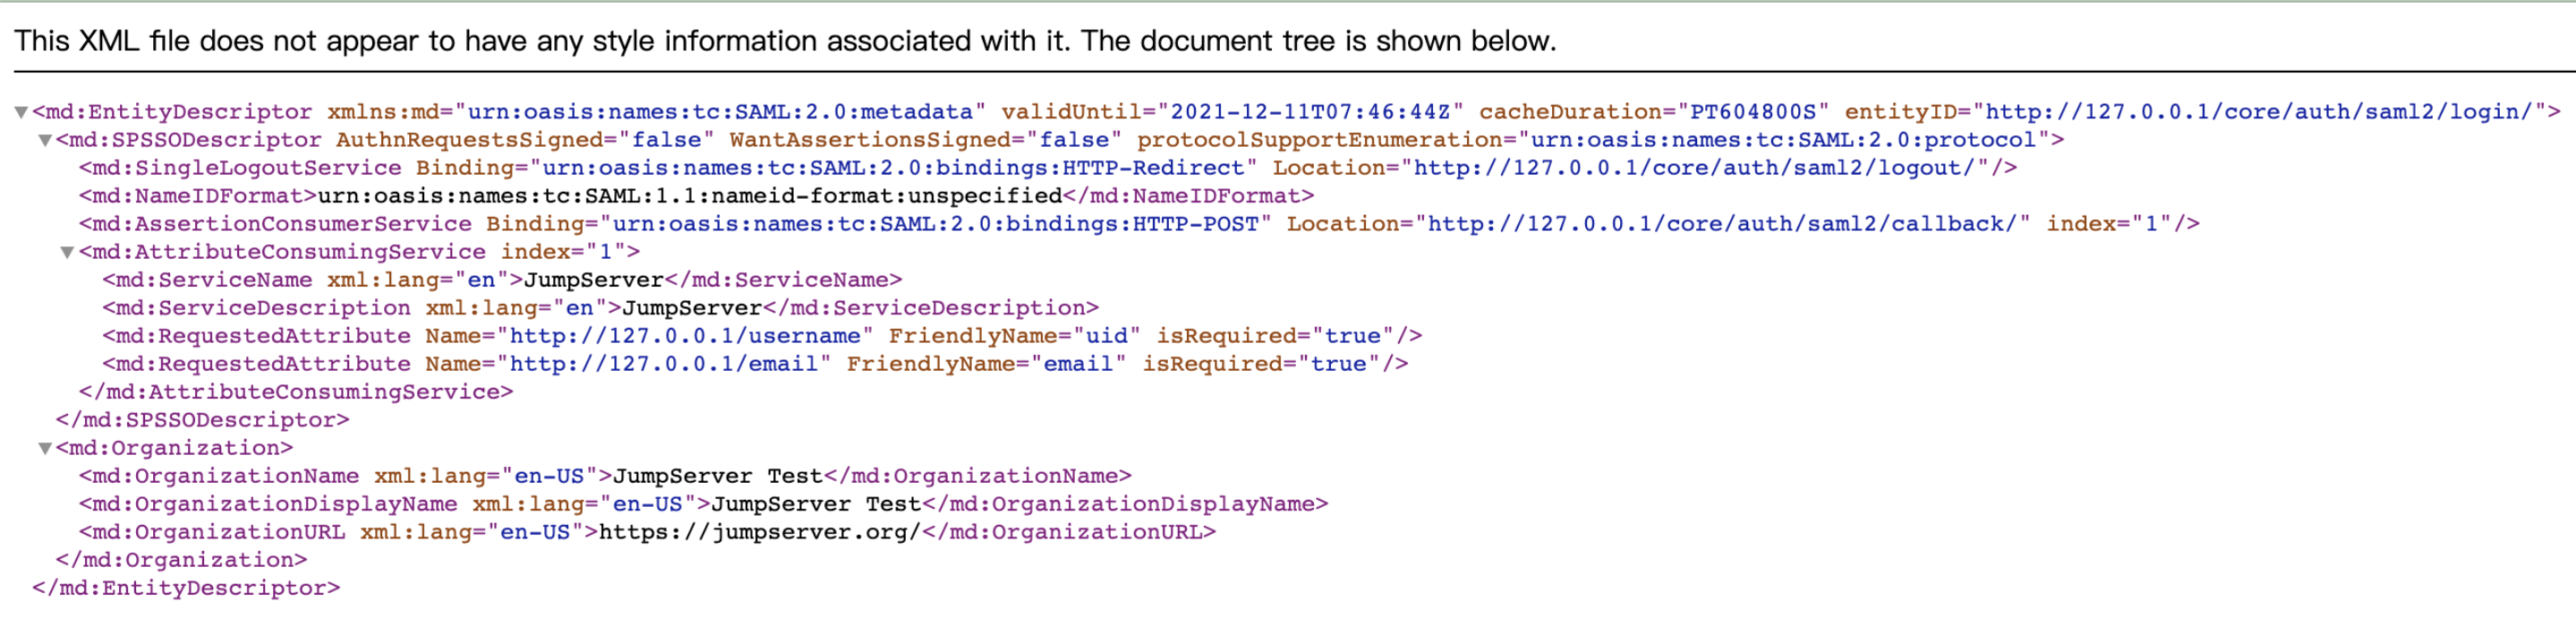 This XML file does not appear to have any style information associated with it. The document tree is shown below.
▼<md:EntityDescriptor xmlns:md="urn:oasis:names:tc:SAML:2.0:metadata" validUntil="2021-12-11T07:46:44Z" cacheDuration="PT604800S" entityID="http://127.0.0.1/core/auth/saml2/login/">
▼<md:SPSSODescriptor AuthnRequestsSigned="false" WantAssertionsSigned="false" protocolSupportEnumeration="urn:oasis:names:tc:SAML:2.0:protocol">
<md:SingleLogoutService Binding="urn:oasis:names:tc:SAML:2.0:bindings:HTTP-Redirect" Location="http://127.0.0.1/core/auth/saml2/logout/"/>
<md:NameIDFormat>urn:oasis:names:tc:SAML:1.1:nameid-format:unspecified</md:NameIDFormat>
<md:AssertionConsumerService Binding="urn:oasis:names:tc:SAML:2.0:bindings:HTTP-POST" Location="http://127.0.0.1/core/auth/saml2/callback/" index="1"/>
▼<md:AttributeConsumingService index="1">
<md:ServiceName xml:lang="en">JumpServer</md:ServiceName>
<md:ServiceDescription xml:lang="en">JumpServer</md:ServiceDescription>
<md:RequestedAttribute Name="http://127.0.0.1/username" FriendlyName="uid" isRequired="true"/>
<md:RequestedAttribute Name="http://127.0.0.1/email" FriendlyName="email" isRequired="true"/>
</md:AttributeConsumingService>
</md:SPSSODescriptor>
▼<md:Organization>
<md:OrganizationName xml:lang="en-US">JumpServer Test</md:OrganizationName>
<md:OrganizationDisplayName xml:lang="en-US">JumpServer Test</md:OrganizationDisplayName>
<md:OrganizationURL xml:lang="en-US">https://jumpserver.org/</md:OrganizationURL>
</md:Organization>
</md:EntityDescriptor>